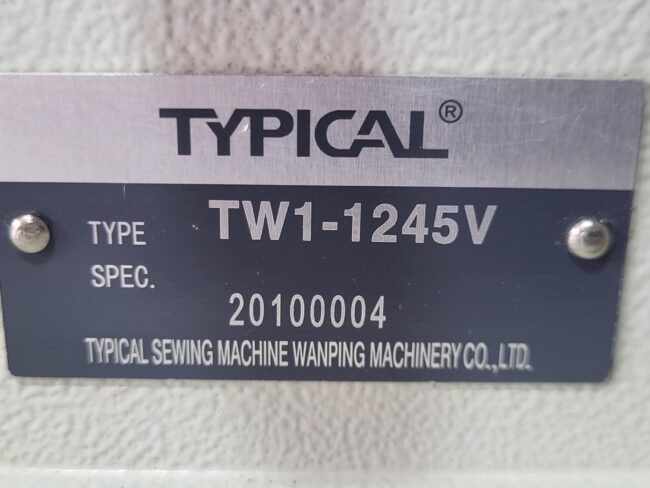 TYPICAL®
TYPE TW1-1245V
SPEC.
20100004
TYPICAL SEWING MACHINE WANPING MACHINERY CO.,LTD.